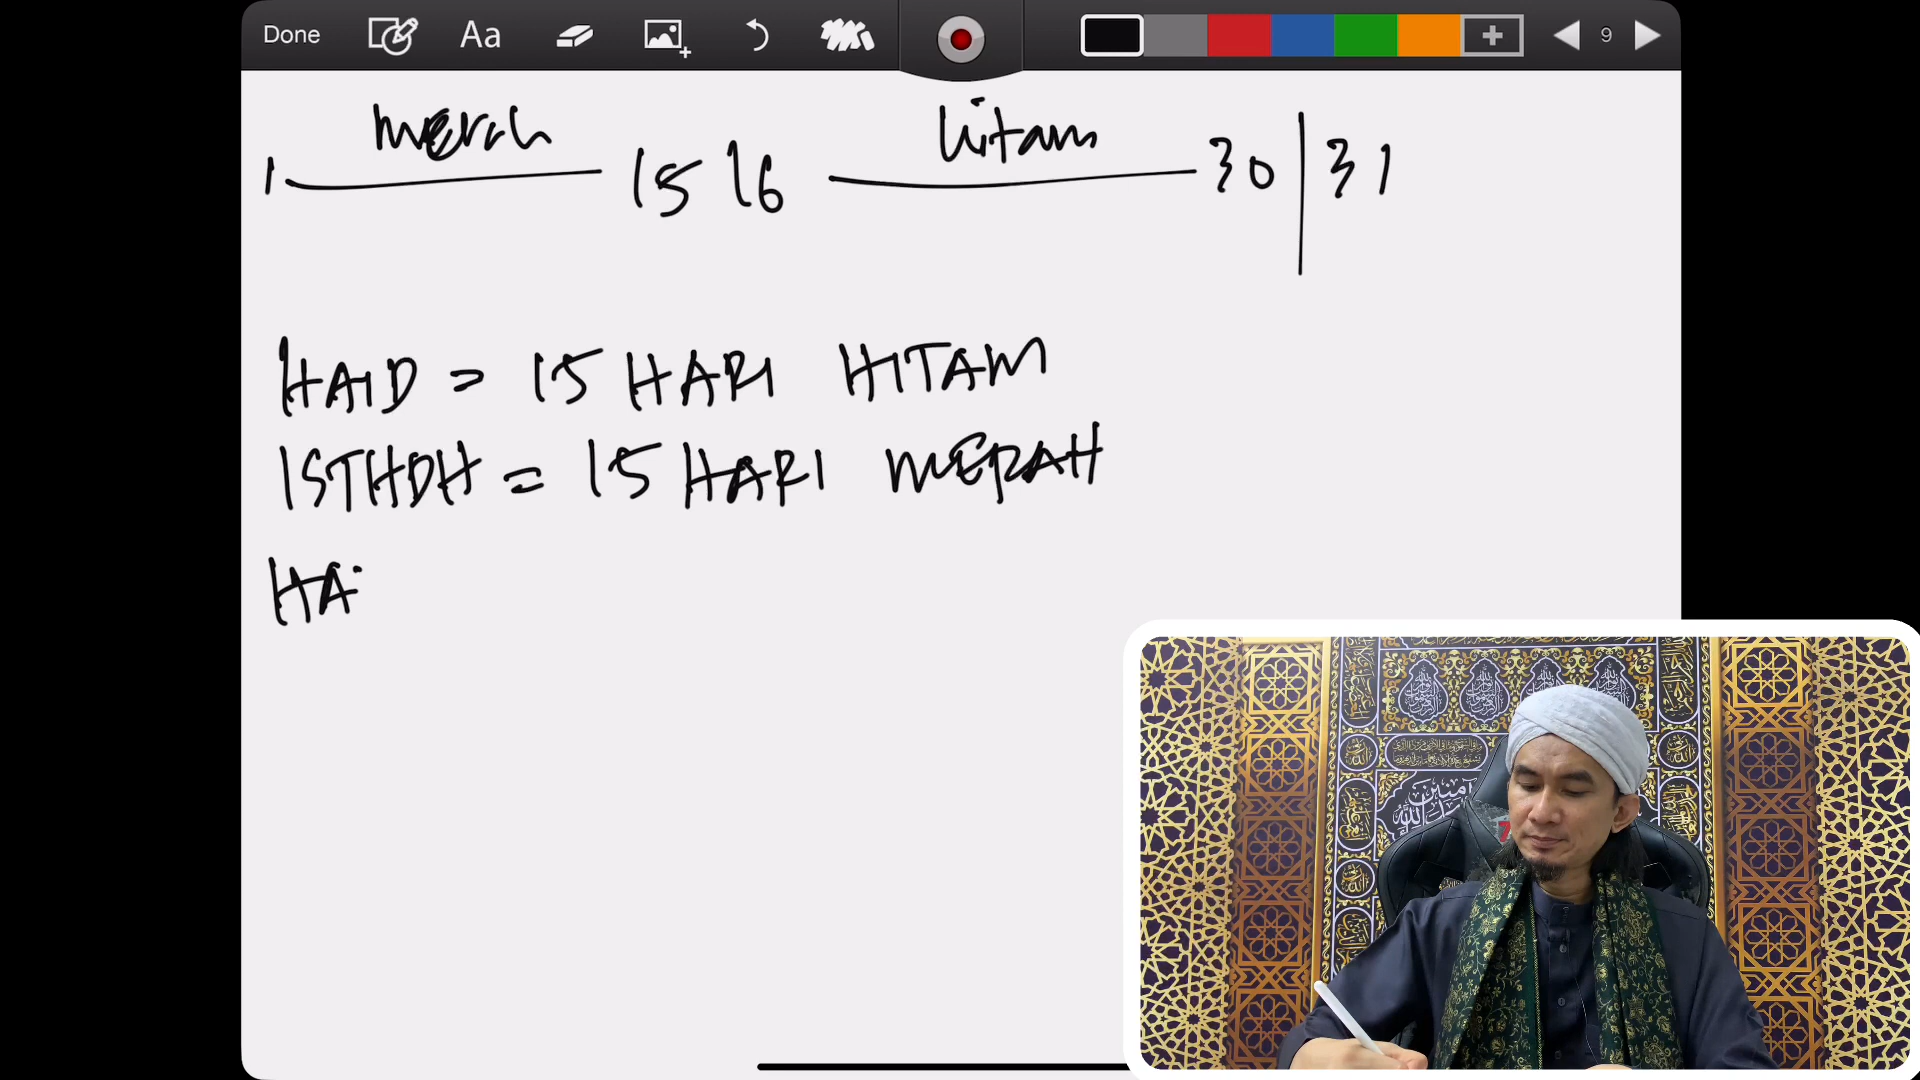 Done Aa 9
merah hitam
1 15 16 30 | 31
HAID = 15 HARI HITAM
ISTHDH = 15 HARI MERAH
HA